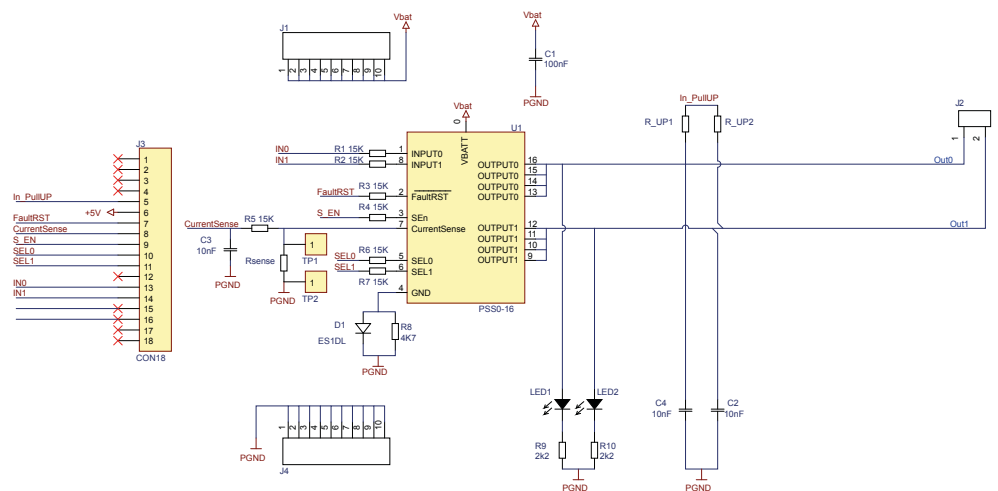 Vbat
J1
1 2 3 4 5 6 7 8 9 10
Vbat
C1
100nF
PGND
In_PullUP
R_UP1
R_UP2
J2
1
2
Out0
Out1
Vbat
0
U1
VBATT
IN0
R1 15K
1
INPUT0
IN1
R2 15K
8
INPUT1
FaultRST
R3 15K
2
FaultRST
S_EN
R4 15K
3
SEn
7
CurrentSense
SEL0
R6 15K
5
SEL0
SEL1
R7 15K
6
SEL1
4
GND
OUTPUT0
16
OUTPUT0
15
OUTPUT0
14
OUTPUT0
13
OUTPUT1
12
OUTPUT1
11
OUTPUT1
10
OUTPUT1
9
PSS0-16
CurrentSense
R5 15K
C3
10nF
PGND
Rsense
PGND
1
TP1
1
TP2
D1
ES1DL
R8
4K7
PGND
J3
1
2
3
4
In_PullUP
5
+5V
6
FaultRST
7
CurrentSense
8
S_EN
9
SEL0
10
SEL1
11
12
IN0
13
IN1
14
15
16
17
18
CON18
1 2 3 4 5 6 7 8 9 10
PGND
J4
LED1
LED2
R9
2k2
R10
2k2
PGND
C4
10nF
C2
10nF
PGND